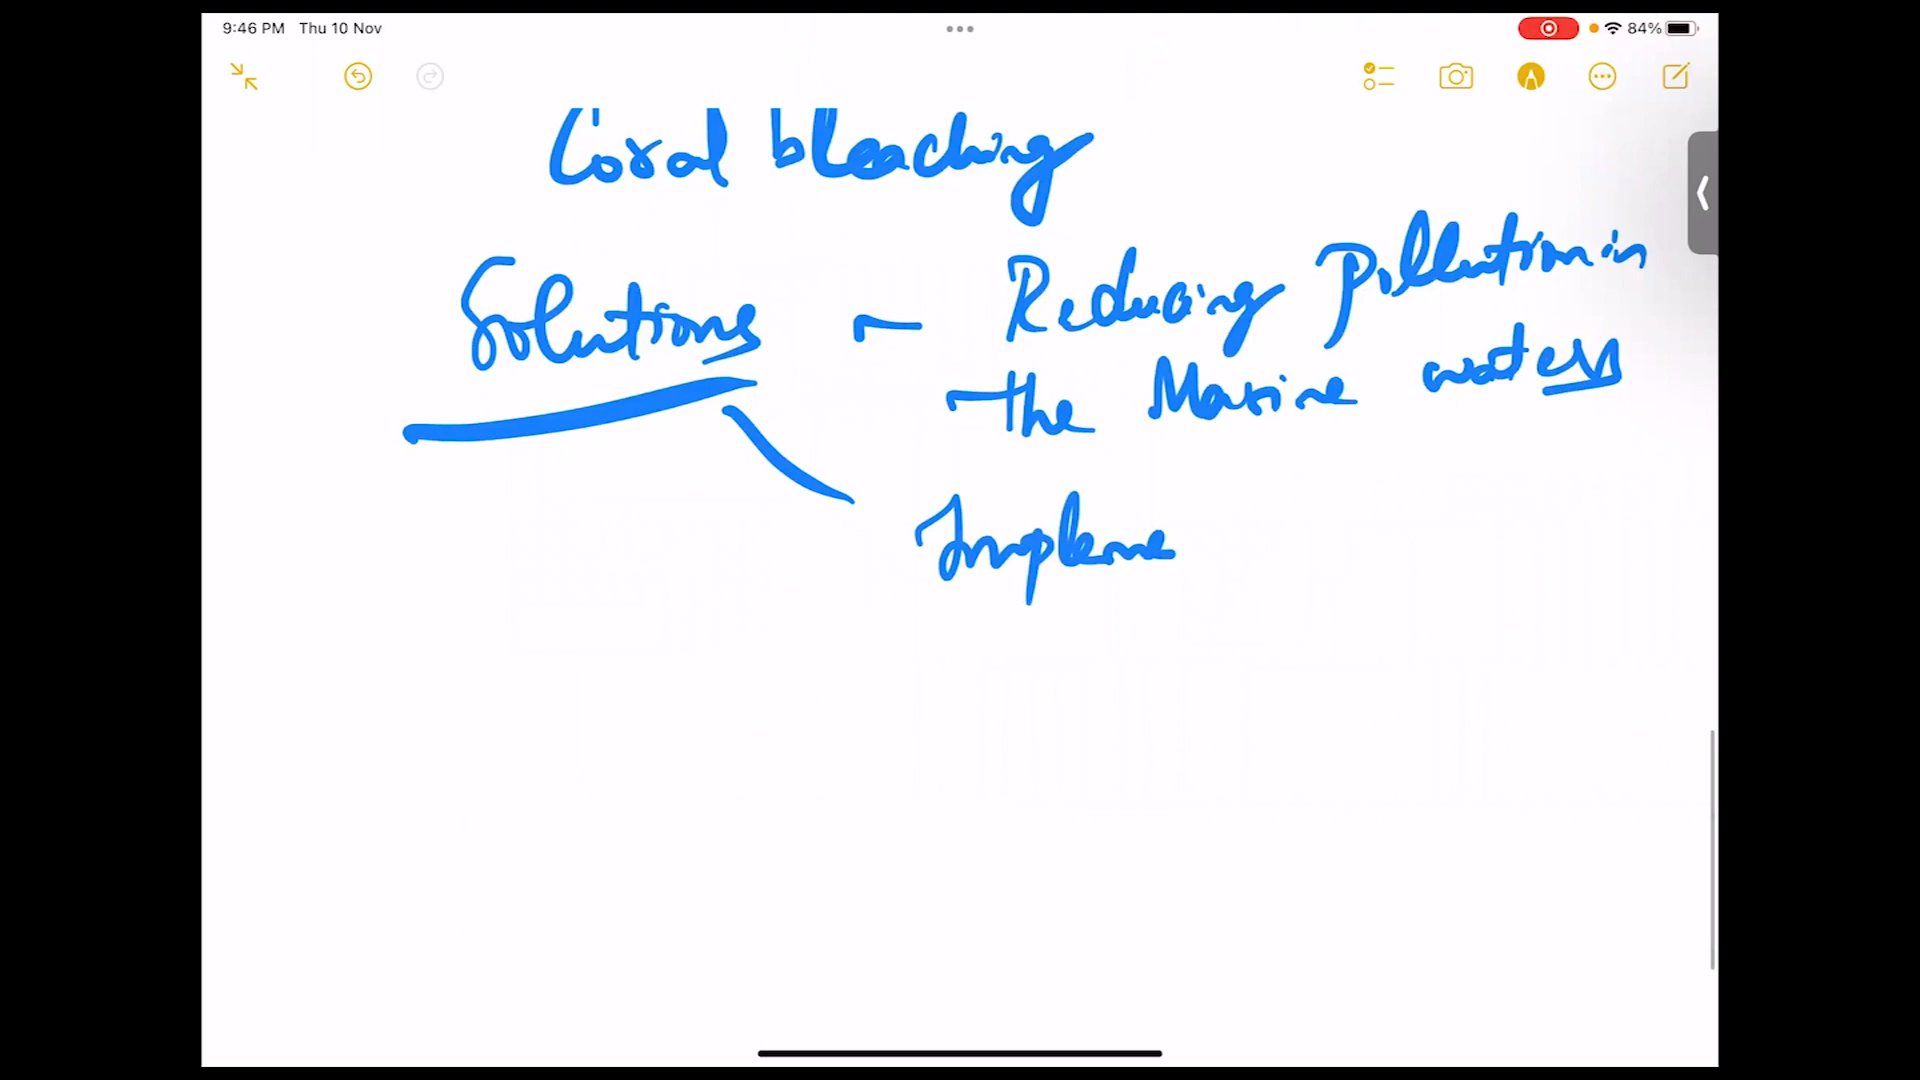 9:46 PM Thu 10 Nov
84%
Coral bleaching
Solutions - Reducing Pollution in
the Marine waters
Impleme